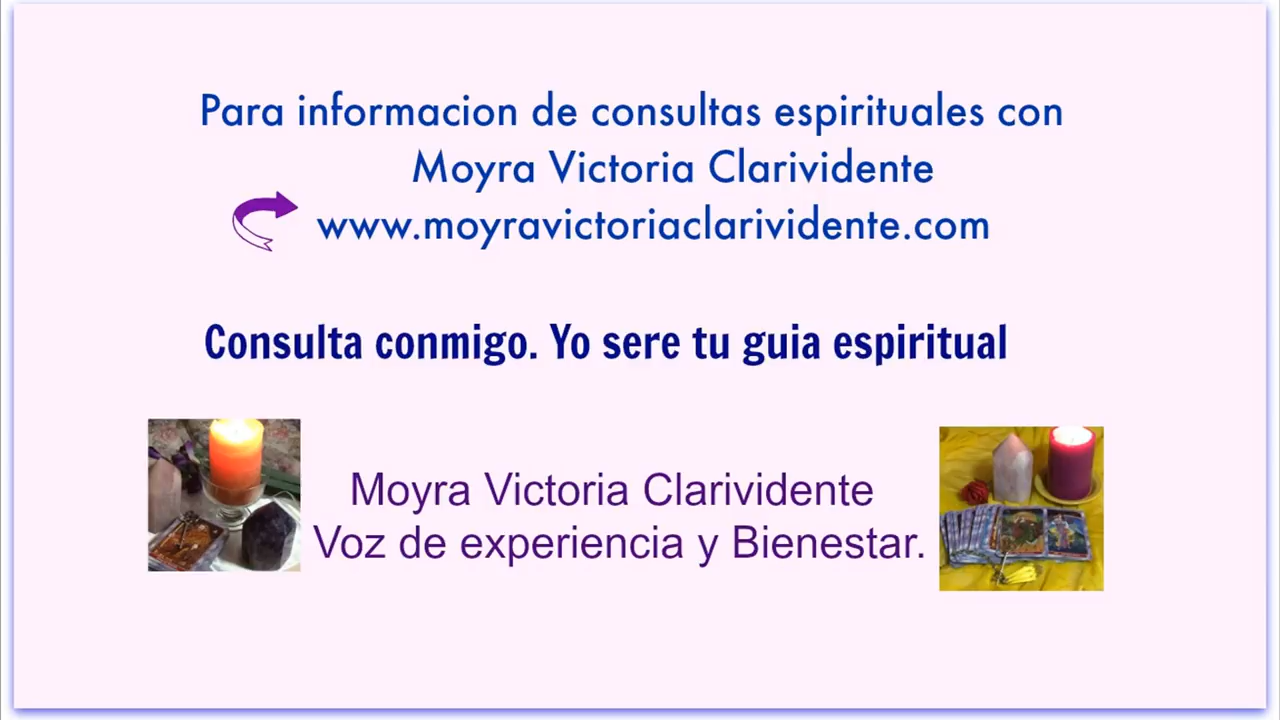 Para informacion de consultas espirituales con
Moyra Victoria Clarividente
www.moyravictoriaclarividente.com
Consulta conmigo. Yo sere tu guia espiritual
Moyra Victoria Clarividente
Voz de experiencia y Bienestar.